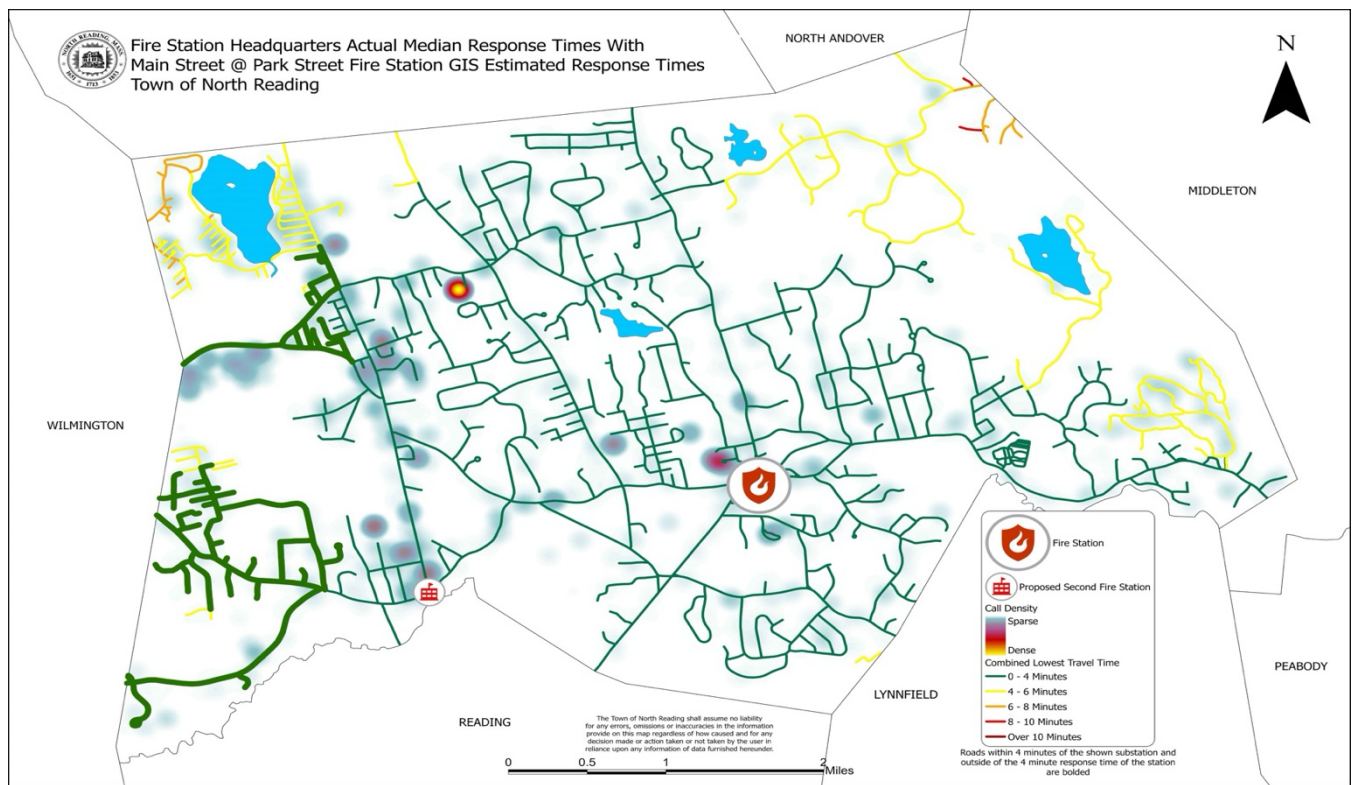 Fire Station Headquarters Actual Median Response Times With
Main Street @ Park Street Fire Station GIS Estimated Response Times
Town of North Reading
NORTH READING, MASS.
1651 1713 1853
NORTH ANDOVER
N
MIDDLETON
WILMINGTON
Fire Station
Proposed Second Fire Station
Call Density
Sparse
Dense
Combined Lowest Travel Time
0 - 4 Minutes
4 - 6 Minutes
6 - 8 Minutes
8 - 10 Minutes
Over 10 Minutes
Roads within 4 minutes of the shown substation and
outside of the 4 minute response time of the station
are bolded
PEABODY
LYNNFIELD
READING
The Town of North Reading shall assume no liability
for any errors, omissions or inaccuracies in the information
provide on this map regardless of how caused and for any
decision made or action taken or not taken by the user in
reliance upon any information of data furnished hereunder.
0 0.5 1 2
Miles